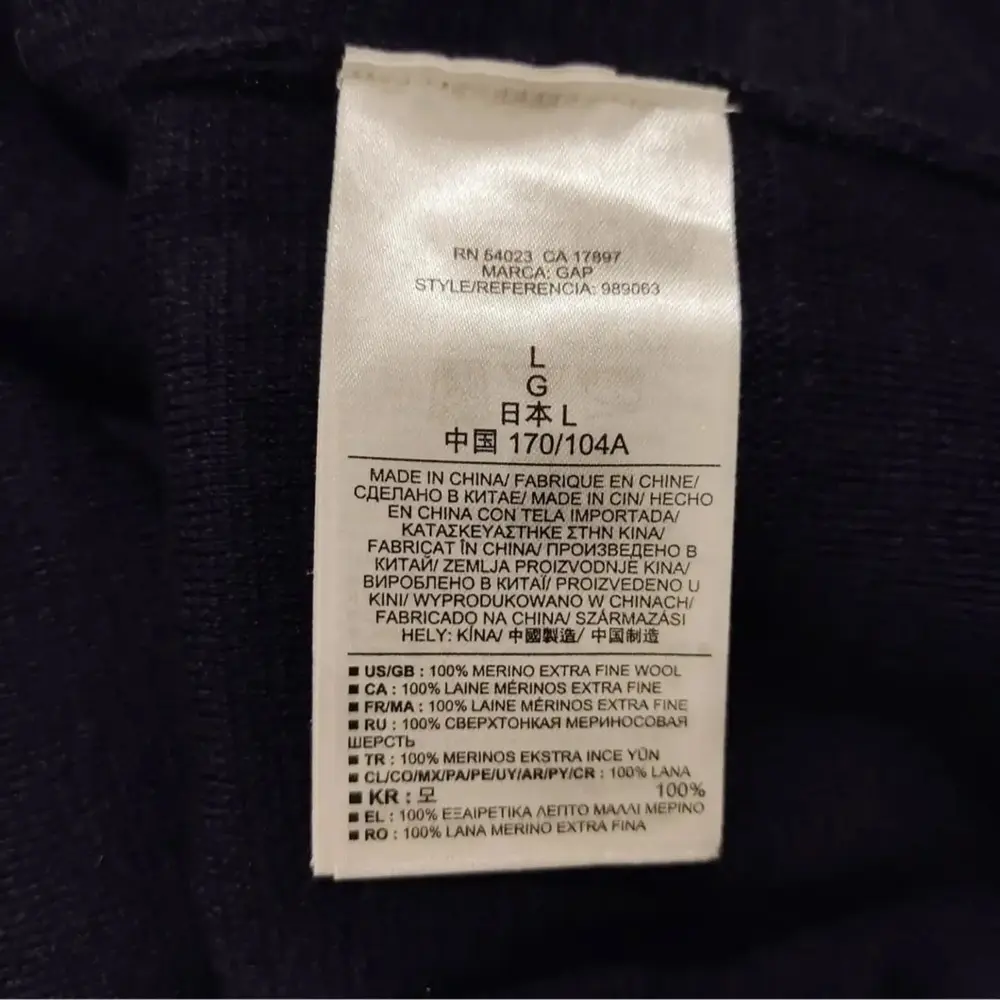 RN 54023 CA 17897
MARCA: GAP
STYLE/REFERENCIA: 989063
L
G
日本 L
中国 170/104A
MADE IN CHINA/ FABRIQUE EN CHINE/
СДЕЛАНО В КИТАЕ/ MADE IN CIN/ HECHO
EN CHINA CON TELA IMPORTADA/
ΚΑΤΑΣΚΕΥΑΣΤΗΚΕ ΣΤΗΝ ΚΙΝΑ/
FABRICAT ÎN CHINA/ ПРОИЗВЕДЕНО В
КИТАЙ/ ZEMLJA PROIZVODNJE KINA/
ВИРОБЛЕНО В КИТАЇ/ PROIZVEDENO U
KINI/ WYPRODUKOWANO W CHINACH/
FABRICADO NA CHINA/ SZÁRMAZÁSI
HELY: KÍNA/ 中國製造/ 中国制造
■ US/GB : 100% MERINO EXTRA FINE WOOL
■ CA : 100% LAINE MÉRINOS EXTRA FINE
■ FR/MA : 100% LAINE MÉRINOS EXTRA FINE
■ RU : 100% СВЕРХТОНКАЯ МЕРИНОСОВАЯ
ШЕРСТЬ
■ TR : 100% MERINOS EKSTRA INCE YÜN
■ CL/CO/MX/PA/PE/UY/AR/PY/CR : 100% LANA
■ KR : 모 100%
■ EL : 100% ΕΞΑΙΡΕΤΙΚΑ ΛΕΠΤΟ ΜΑΛΛΙ ΜΕΡΙΝΟ
■ RO : 100% LANA MERINO EXTRA FINA